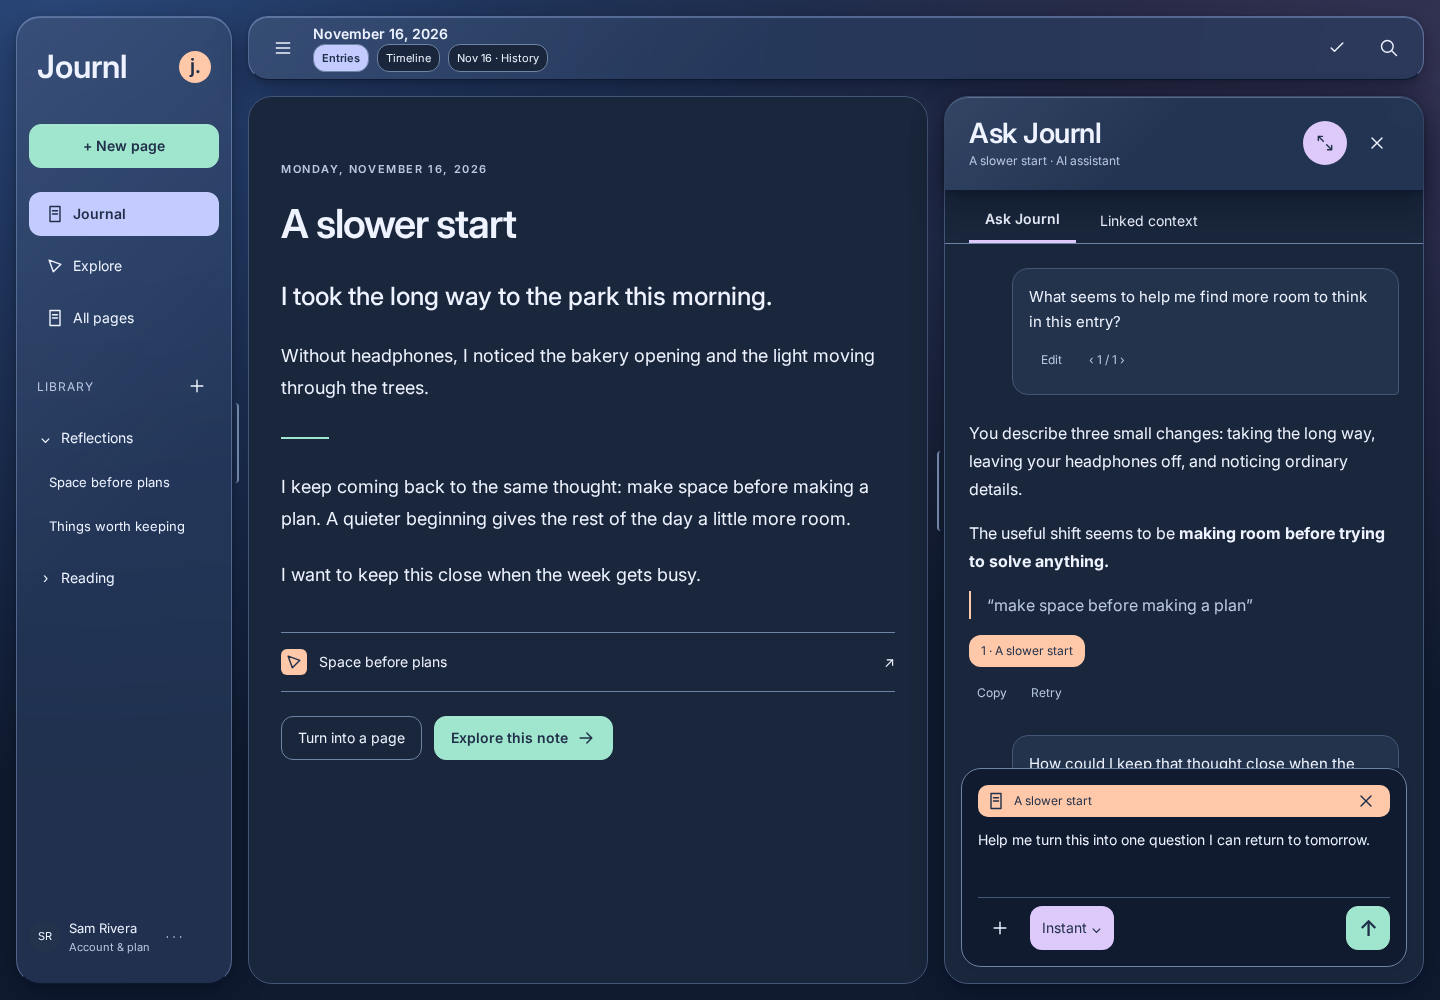 Journl
j.
+ New page
Journal
Explore
All pages
LIBRARY
Reflections
Space before plans
Things worth keeping
Reading
SR
Sam Rivera
Account & plan
...
November 16, 2026
Entries
Timeline
Nov 16 · History
MONDAY, NOVEMBER 16, 2026
A slower start
I took the long way to the park this morning.
Without headphones, I noticed the bakery opening and the light moving
through the trees.
I keep coming back to the same thought: make space before making a
plan. A quieter beginning gives the rest of the day a little more room.
I want to keep this close when the week gets busy.
Space before plans
Turn into a page
Explore this note
Ask Journl
A slower start · AI assistant
Ask Journl
Linked context
What seems to help me find more room to think
in this entry?
Edit
‹ 1 / 1 ›
You describe three small changes: taking the long way,
leaving your headphones off, and noticing ordinary
details.
The useful shift seems to be making room before trying
to solve anything.
“make space before making a plan”
1 · A slower start
Copy
Retry
How could I keep that thought close when the
A slower start
Help me turn this into one question I can return to tomorrow.
Instant